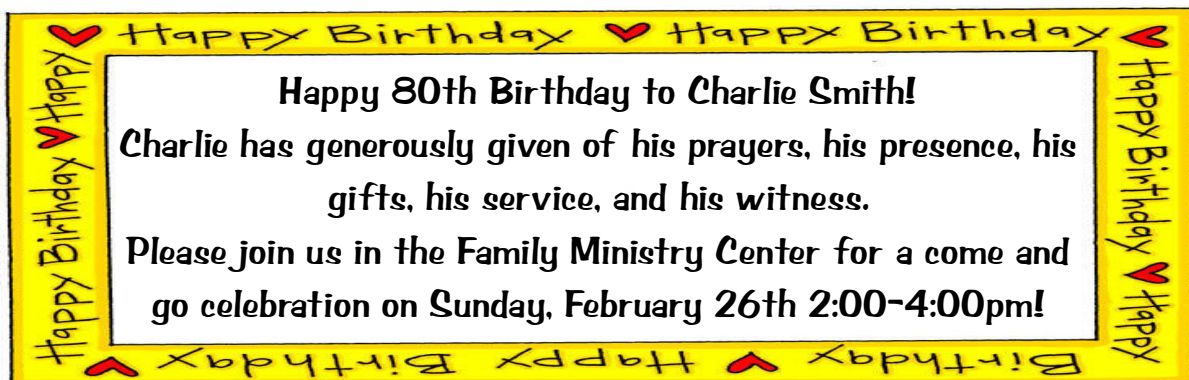 Happy Birthday Happy Birthday
Happy 80th Birthday to Charlie Smith!
Charlie has generously given of his prayers, his presence, his
gifts, his service, and his witness.
Please join us in the Family Ministry Center for a come and
go celebration on Sunday, February 26th 2:00-4:00pm!
Happy Birthday Happy
Happy Birthday Happy
Happy Birthday Happy Birthday